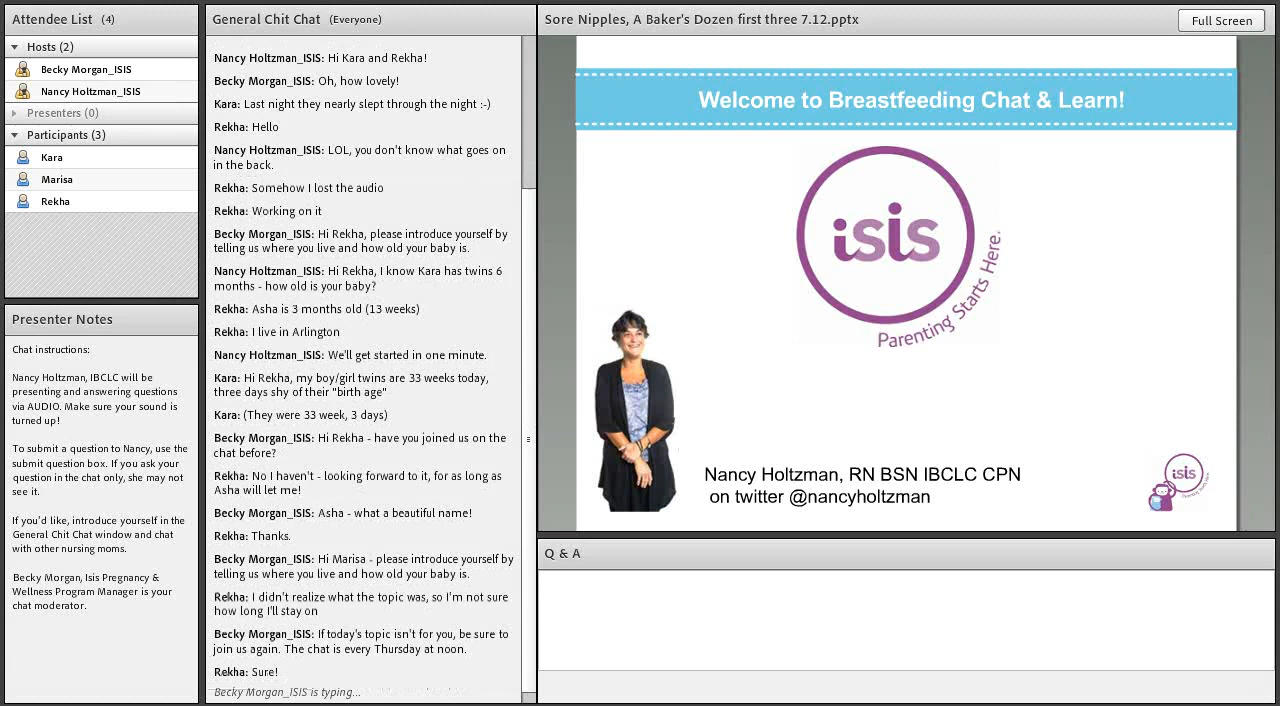 Attendee List (4)
Hosts (2)
Becky Morgan_ISIS
Nancy Holtzman_ISIS
Presenters (0)
Participants (3)
Kara
Marisa
Rekha
Presenter Notes
Chat instructions:
Nancy Holtzman, IBCLC will be
presenting and answering questions
via AUDIO. Make sure your sound is
turned up!
To submit a question to Nancy, use the
submit question box. If you ask your
question in the chat only, she may not
see it.
If you'd like, introduce yourself in the
General Chit Chat window and chat
with other nursing moms.
Becky Morgan, Isis Pregnancy &
Wellness Program Manager is your
chat moderator.
General Chit Chat (Everyone)
Nancy Holtzman_ISIS: Hi Kara and Rekha!
Becky Morgan_ISIS: Oh, how lovely!
Kara: Last night they nearly slept through the night :-)
Rekha: Hello
Nancy Holtzman_ISIS: LOL, you don't know what goes on
in the back.
Rekha: Somehow I lost the audio
Rekha: Working on it
Becky Morgan_ISIS: Hi Rekha, please introduce yourself by
telling us where you live and how old your baby is.
Nancy Holtzman_ISIS: Hi Rekha, I know Kara has twins 6
months - how old is your baby?
Rekha: Asha is 3 months old (13 weeks)
Rekha: I live in Arlington
Nancy Holtzman_ISIS: We'll get started in one minute.
Kara: Hi Rekha, my boy/girl twins are 33 weeks today,
three days shy of their "birth age"
Kara: (They were 33 week, 3 days)
Becky Morgan_ISIS: Hi Rekha - have you joined us on the
chat before?
Rekha: No I haven't - looking forward to it, for as long as
Asha will let me!
Becky Morgan_ISIS: Asha - what a beautiful name!
Rekha: Thanks.
Becky Morgan_ISIS: Hi Marisa - please introduce yourself by
telling us where you live and how old your baby is.
Rekha: I didn't realize what the topic was, so I'm not sure
how long I'll stay on
Becky Morgan_ISIS: If today's topic isn't for you, be sure to
join us again. The chat is every Thursday at noon.
Rekha: Sure!
Becky Morgan_ISIS is typing...
Sore Nipples, A Baker's Dozen first three 7.12.pptx
Full Screen
Welcome to Breastfeeding Chat & Learn!
isis
Parenting Starts Here.
Nancy Holtzman, RN BSN IBCLC CPN
on twitter @nancyholtzman
isis
Q & A